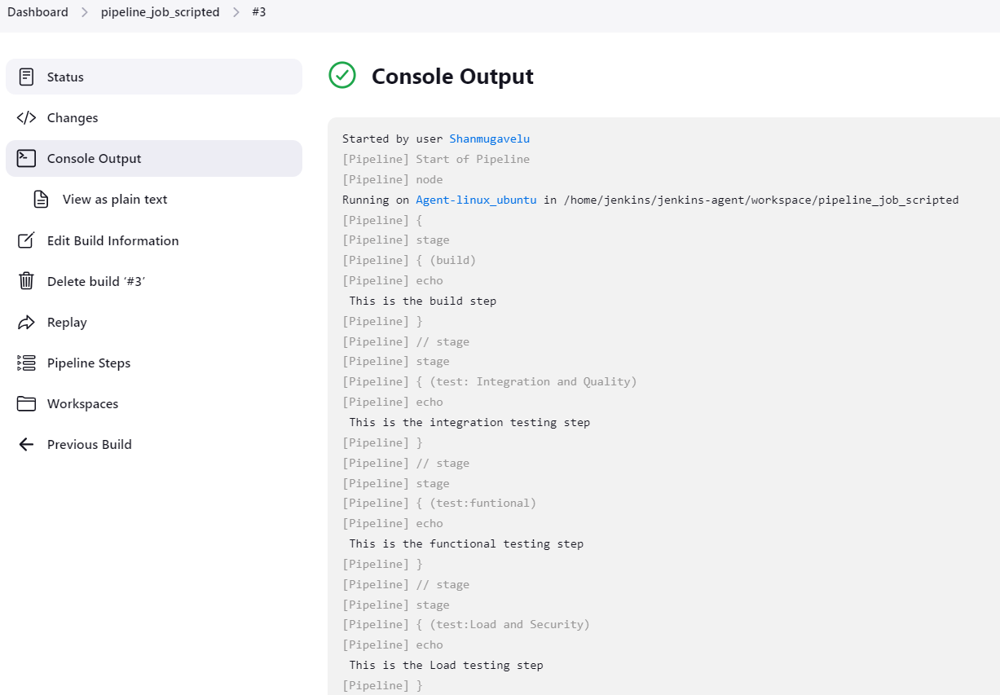 Dashboard > pipeline_job_scripted > #3
Status
Changes
Console Output
View as plain text
Edit Build Information
Delete build ‘#3’
Replay
Pipeline Steps
Workspaces
Previous Build
Console Output
Started by user Shanmugavelu
[Pipeline] Start of Pipeline
[Pipeline] node
Running on Agent-linux_ubuntu in /home/jenkins/jenkins-agent/workspace/pipeline_job_scripted
[Pipeline] {
[Pipeline] stage
[Pipeline] { (build)
[Pipeline] echo
This is the build step
[Pipeline] }
[Pipeline] // stage
[Pipeline] stage
[Pipeline] { (test: Integration and Quality)
[Pipeline] echo
This is the integration testing step
[Pipeline] }
[Pipeline] // stage
[Pipeline] stage
[Pipeline] { (test:funtional)
[Pipeline] echo
This is the functional testing step
[Pipeline] }
[Pipeline] // stage
[Pipeline] stage
[Pipeline] { (test:Load and Security)
[Pipeline] echo
This is the Load testing step
[Pipeline] }